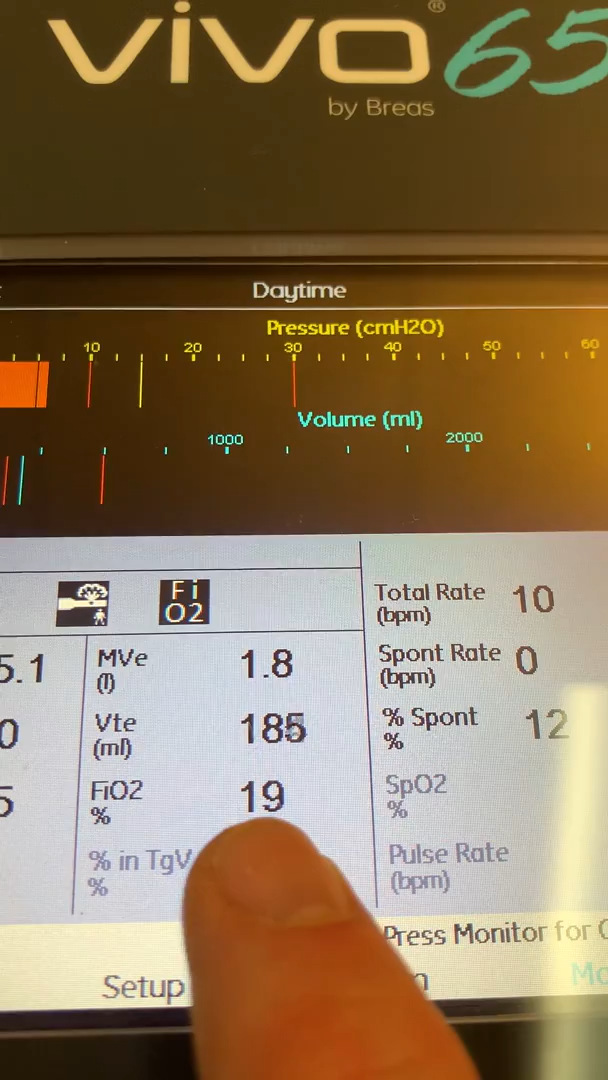 vivo® 65
by Breas
Daytime
Pressure (cmH2O)
10 20 30 40 50 60
Volume (ml)
1000 2000
Fi
O2
5.1
MVe
(l)
1.8
0
Vte
(ml)
185
5
FiO2
%
19
% in TgV
%
Total Rate
(bpm)
10
Spont Rate
(bpm)
0
% Spont
%
12
SpO2
%
Pulse Rate
(bpm)
Press Monitor for
Setup